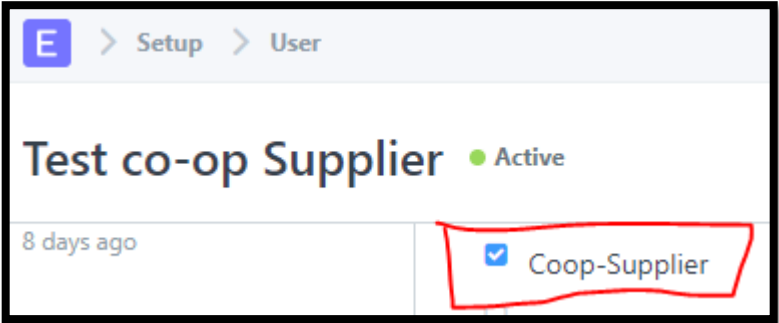 E Setup User
Test co-op Supplier Active
8 days ago
Coop-Supplier